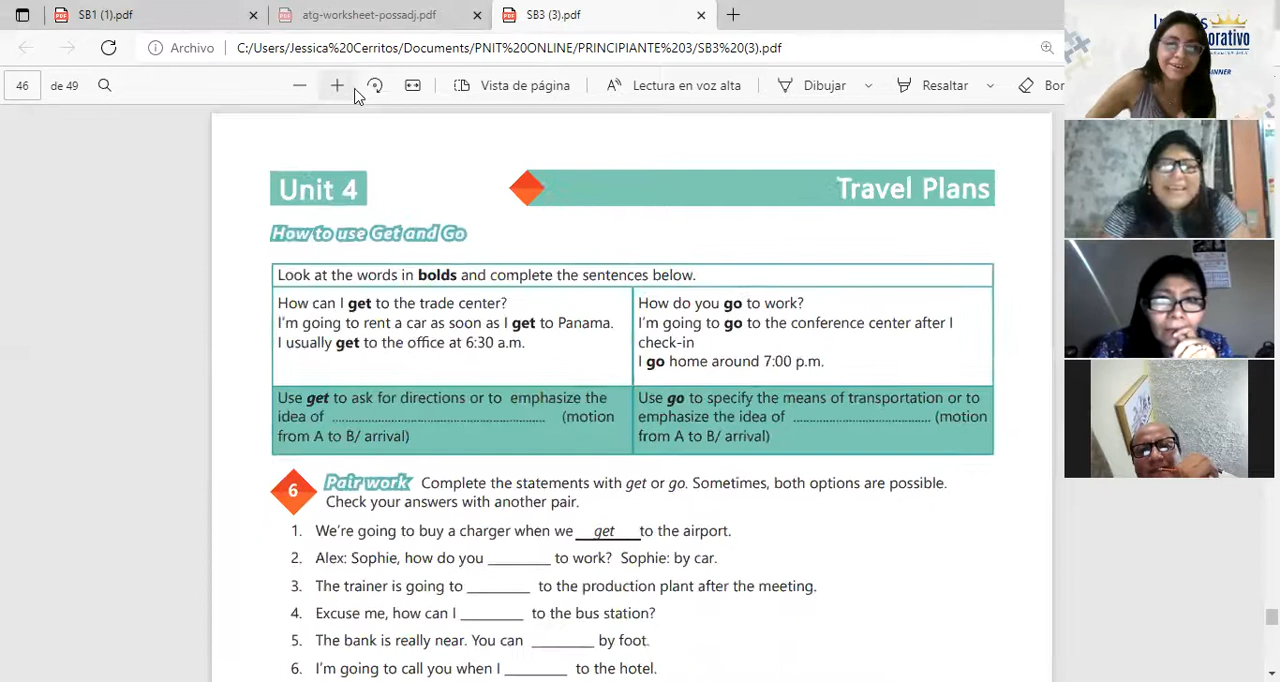 SB1 (1).pdf
atg-worksheet-possadj.pdf
SB3 (3).pdf
Archivo
C:/Users/Jessica%20Cerritos/Documents/PNIT%20ONLINE/PRINCIPIANTE%203/SB3%20(3).pdf
46 de 49
Vista de página
Lectura en voz alta
Dibujar
Resaltar
Bor
Unit 4
Travel Plans
How to use Get and Go
Look at the words in bolds and complete the sentences below.
How can I get to the trade center?
I'm going to rent a car as soon as I get to Panama.
I usually get to the office at 6:30 a.m.
How do you go to work?
I'm going to go to the conference center after I
check-in
I go home around 7:00 p.m.
Use get to ask for directions or to emphasize the
idea of .................................................... (motion
from A to B/ arrival)
Use go to specify the means of transportation or to
emphasize the idea of .................................. (motion
from A to B/ arrival)
6
Pair work Complete the statements with get or go. Sometimes, both options are possible.
Check your answers with another pair.
1. We're going to buy a charger when we __get__ to the airport.
2. Alex: Sophie, how do you ________ to work? Sophie: by car.
3. The trainer is going to ________ to the production plant after the meeting.
4. Excuse me, how can I ________ to the bus station?
5. The bank is really near. You can ________ by foot.
6. I'm going to call you when I ________ to the hotel.